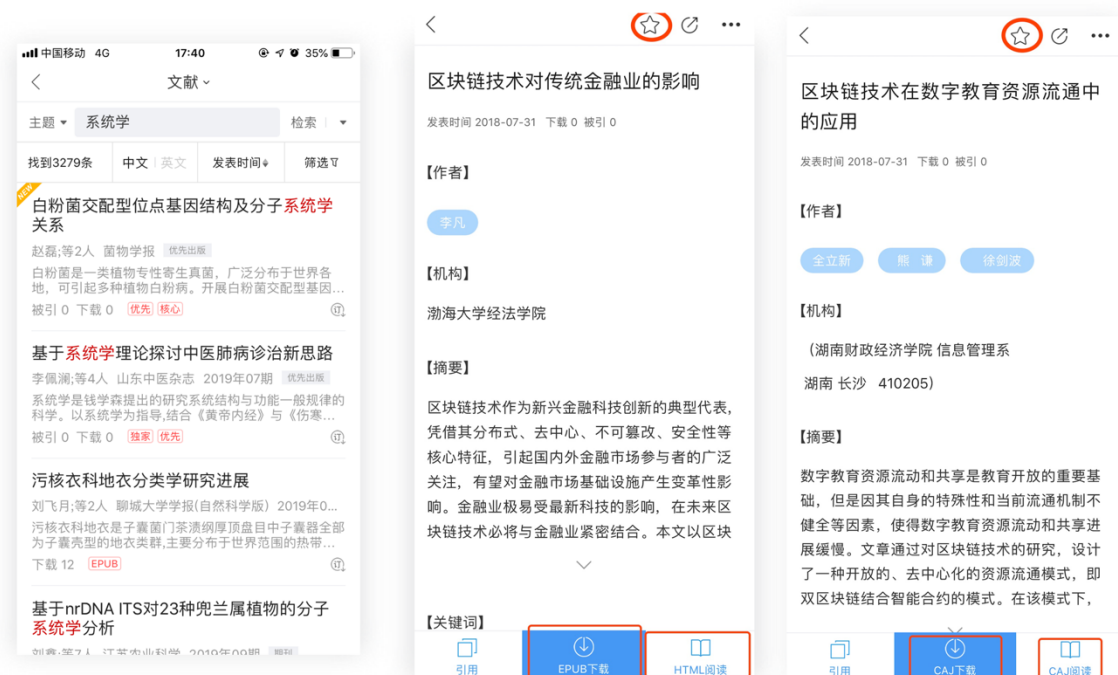 中国移动 4G 17:40 35%
文献
主题 系统学 检索
找到3279条 中文 英文 发表时间 筛选
NEW
白粉菌交配型位点基因结构及分子系统学
关系
赵磊;等2人 菌物学报 优先出版
白粉菌是一类植物专性寄生真菌，广泛分布于世界各
地，可引起多种植物白粉病。开展白粉菌交配型基因...
被引 0 下载 0 优先 核心
基于系统学理论探讨中医肺病诊治新思路
李佩澜;等4人 山东中医杂志 2019年07期 优先出版
系统学是钱学森提出的研究系统结构与功能一般规律的
科学。以系统学为指导,结合《黄帝内经》与《伤寒...
被引 0 下载 0 独家 优先
污核衣科地衣分类学研究进展
刘飞月;等2人 聊城大学学报(自然科学版) 2019年0...
污核衣科地衣是子囊菌门茶渍纲厚顶盘目中子囊器全部
为子囊壳型的地衣类群,主要分布于世界范围的热带...
下载 12 EPUB
基于nrDNA ITS对23种兜兰属植物的分子
系统学分析
江苏农业科学 2019年09期
区块链技术对传统金融业的影响
发表时间 2018-07-31 下载 0 被引 0
【作者】
李凡
【机构】
渤海大学经法学院
【摘要】
区块链技术作为新兴金融科技创新的典型代表,
凭借其分布式、去中心、不可篡改、安全性等
核心特征，引起国内外金融市场参与者的广泛
关注，有望对金融市场基础设施产生变革性影
响。金融业极易受最新科技的影响，在未来区
块链技术必将与金融业紧密结合。本文以区块
【关键词】
引用 EPUB下载 HTML阅读
区块链技术在数字教育资源流通中
的应用
发表时间 2018-07-31 下载 0 被引 0
【作者】
全立新 熊 谦 徐剑波
【机构】
(湖南财政经济学院 信息管理系
湖南 长沙 410205)
【摘要】
数字教育资源流动和共享是教育开放的重要基
础，但是因其自身的特殊性和当前流通机制不
健全等因素，使得数字教育资源流动和共享进
展缓慢。文章通过对区块链技术的研究，设计
了一种开放的、去中心化的资源流通模式，即
双区块链结合智能合约的模式。在该模式下，
引用 CAJ下载 CAJ阅读